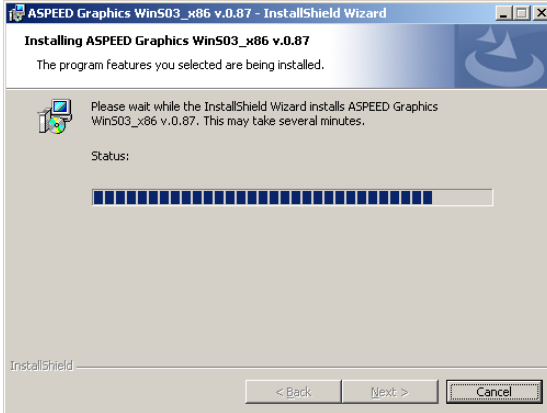 ASPEED Graphics WinS03_x86 v.0.87 - InstallShield Wizard
Installing ASPEED Graphics WinS03_x86 v.0.87
The program features you selected are being installed.
Please wait while the InstallShield Wizard installs ASPEED Graphics
WinS03_x86 v.0.87. This may take several minutes.
Status:
InstallShield
< Back Next > Cancel